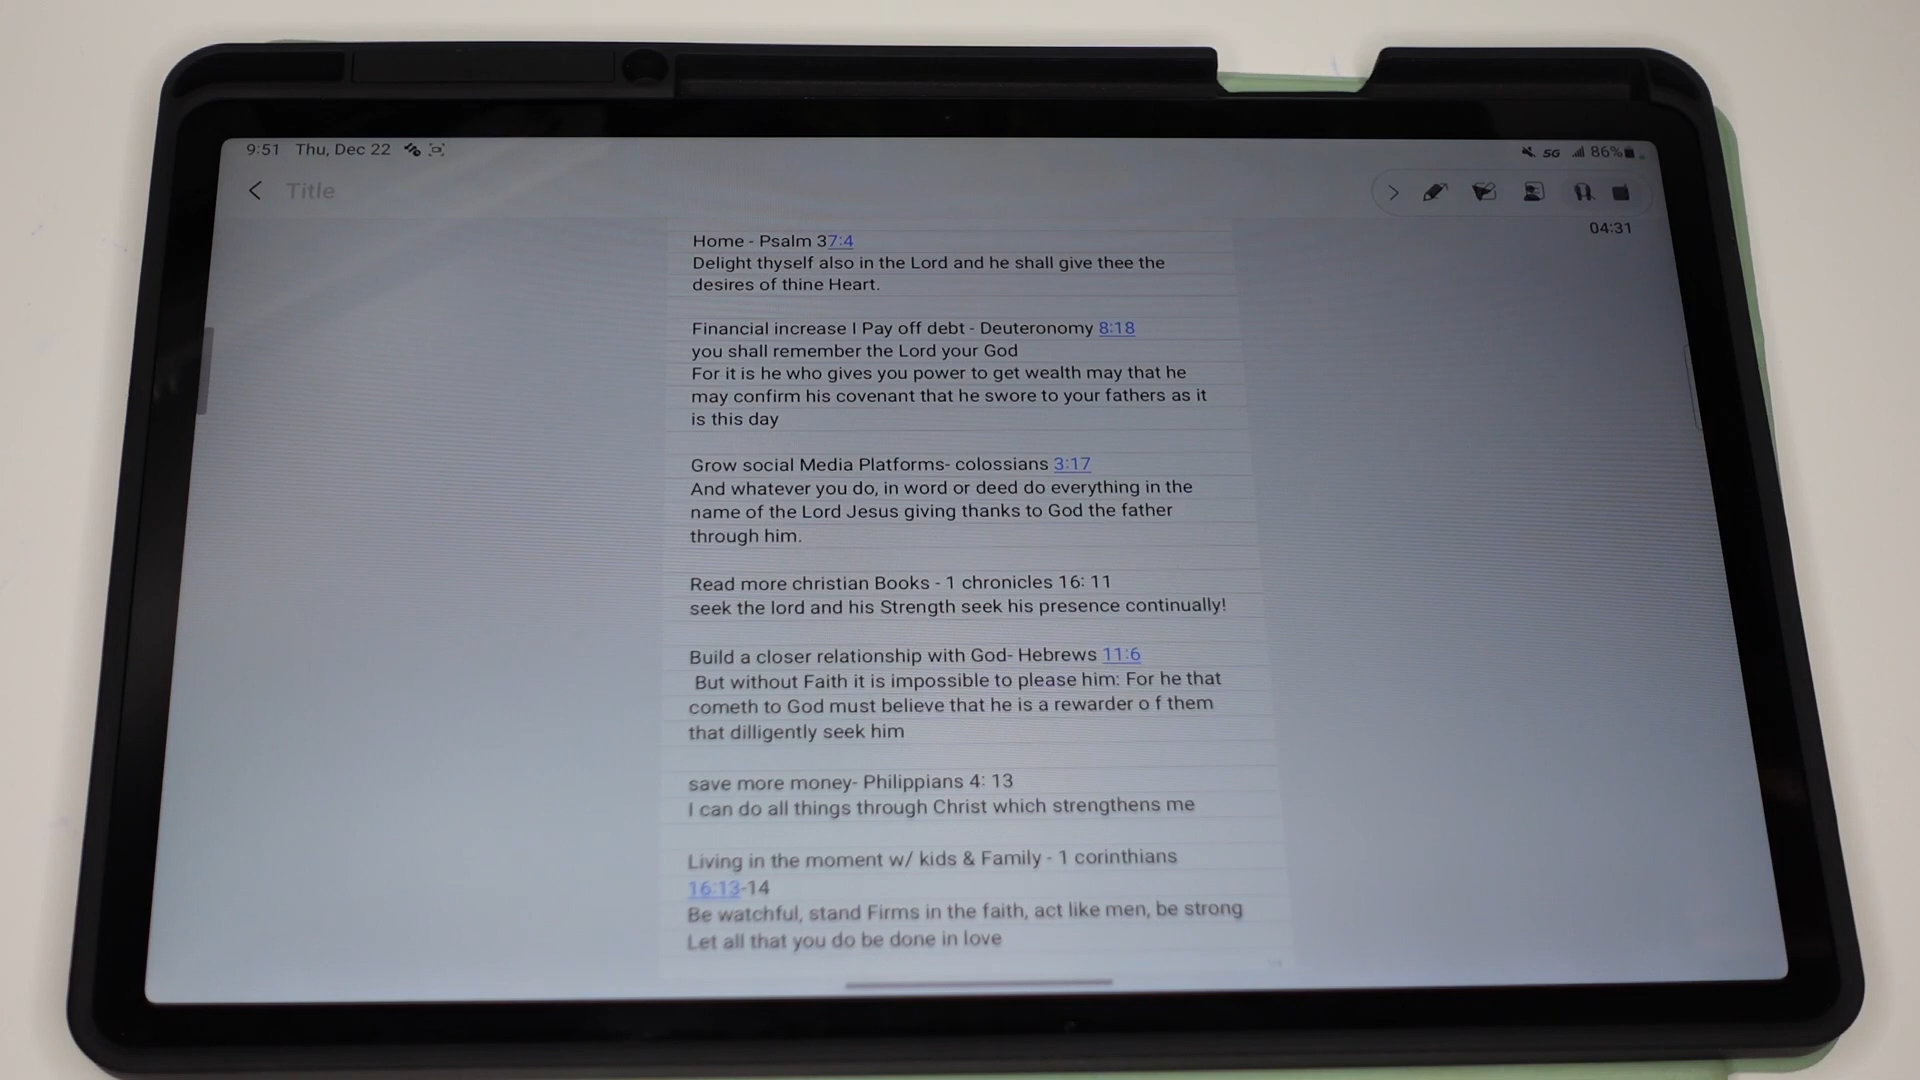 9:51 Thu, Dec 22
5G 86%
Title
04:31
Home - Psalm 37:4
Delight thyself also in the Lord and he shall give thee the
desires of thine Heart.
Financial increase I Pay off debt - Deuteronomy 8:18
you shall remember the Lord your God
For it is he who gives you power to get wealth may that he
may confirm his covenant that he swore to your fathers as it
is this day
Grow social Media Platforms- colossians 3:17
And whatever you do, in word or deed do everything in the
name of the Lord Jesus giving thanks to God the father
through him.
Read more christian Books - 1 chronicles 16: 11
seek the lord and his Strength seek his presence continually!
Build a closer relationship with God- Hebrews 11:6
But without Faith it is impossible to please him: For he that
cometh to God must believe that he is a rewarder o f them
that dilligently seek him
save more money- Philippians 4: 13
I can do all things through Christ which strengthens me
Living in the moment w/ kids & Family - 1 corinthians
16:13-14
Be watchful, stand Firms in the faith, act like men, be strong
Let all that you do be done in love